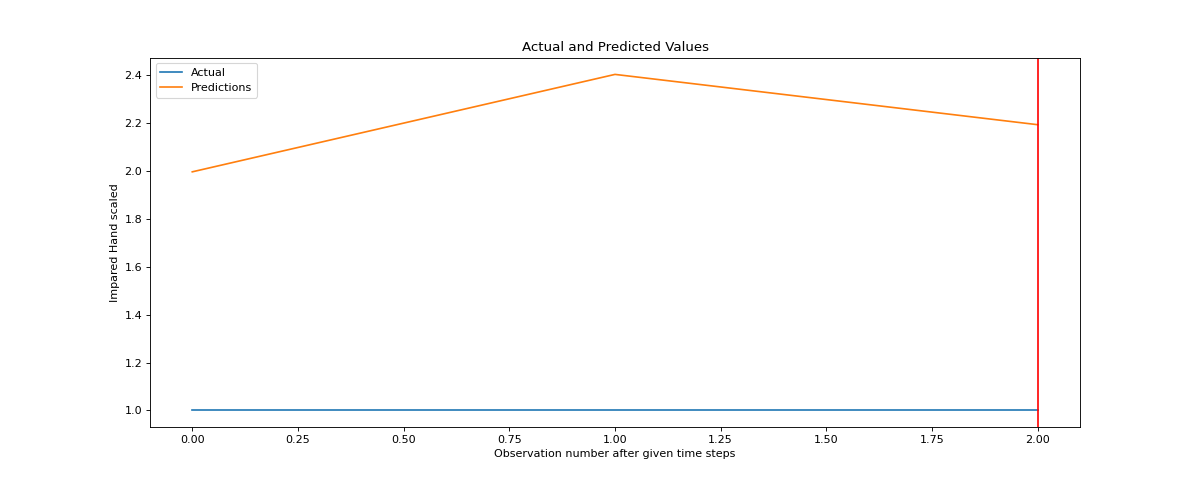 Actual and Predicted Values
Actual
Predictions
2.4
2.2
2.0
1.8
1.6
1.4
1.2
1.0
Impared Hand scaled
0.00 0.25 0.50 0.75 1.00 1.25 1.50 1.75 2.00
Observation number after given time steps